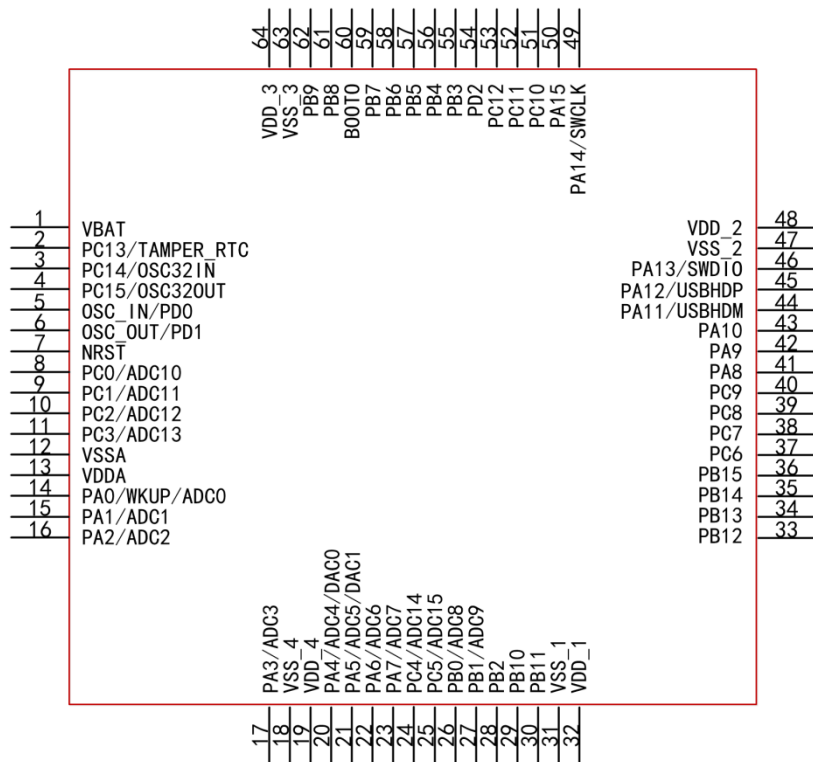 64
63
62
61
60
59
58
57
56
55
54
53
52
51
50
49
VDD_3
VSS_3
PB9
PB8
BOOT0
PB7
PB6
PB5
PB4
PB3
PD2
PC12
PC11
PC10
PA15
PA14/SWCLK
1 VBAT
2 PC13/TAMPER_RTC
3 PC14/OSC32IN
4 PC15/OSC32OUT
5 OSC_IN/PD0
6 OSC_OUT/PD1
7 NRST
8 PC0/ADC10
9 PC1/ADC11
10 PC2/ADC12
11 PC3/ADC13
12 VSSA
13 VDDA
14 PA0/WKUP/ADC0
15 PA1/ADC1
16 PA2/ADC2
VDD_2 48
VSS_2 47
PA13/SWDIO 46
PA12/USBHDP 45
PA11/USBHDM 44
PA10 43
PA9 42
PA8 41
PC9 40
PC8 39
PC7 38
PC6 37
PB15 36
PB14 35
PB13 34
PB12 33
PA3/ADC3
VSS_4
VDD_4
PA4/ADC4/DAC0
PA5/ADC5/DAC1
PA6/ADC6
PA7/ADC7
PC4/ADC14
PC5/ADC15
PB0/ADC8
PB1/ADC9
PB2
PB10
PB11
VSS_1
VDD_1
17
18
19
20
21
22
23
24
25
26
27
28
29
30
31
32